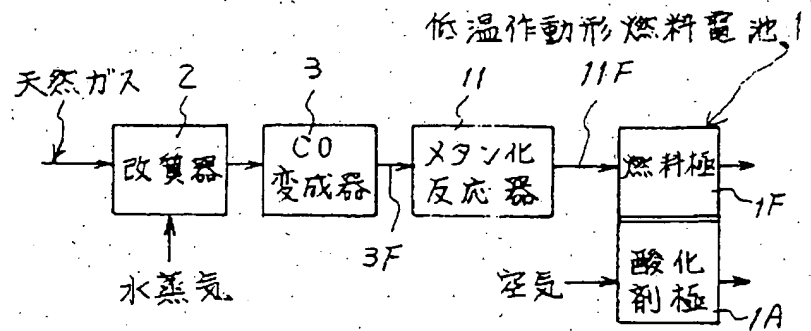 低温作動形燃料電池 1
天然ガス
2
3
11
11F
改質器
CO
変成器
メタン化
反応器
燃料極
1F
3F
水蒸気
空気
酸化
剤極
1A